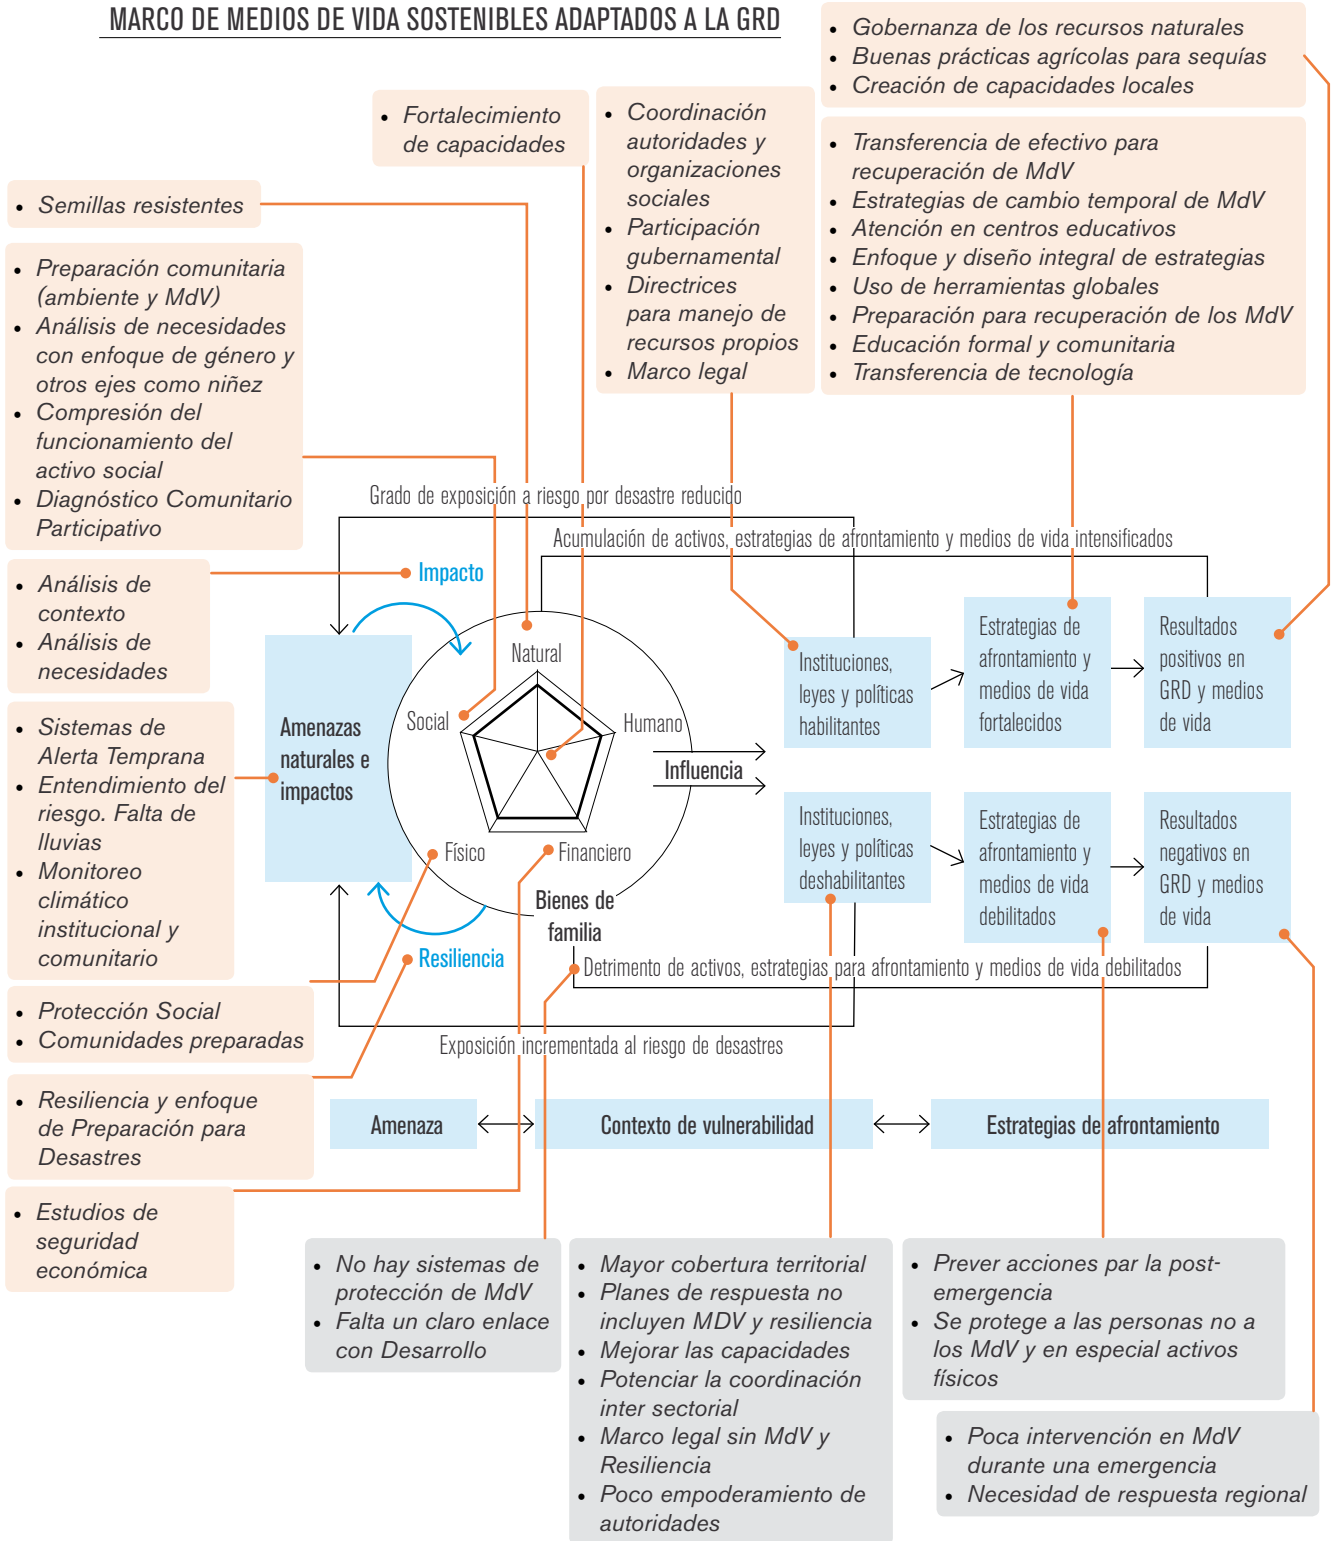 MARCO DE MEDIOS DE VIDA SOSTENIBLES ADAPTADOS A LA GRD
• Gobernanza de los recursos naturales
• Buenas prácticas agrícolas para sequías
• Creación de capacidades locales
• Fortalecimiento
de capacidades
• Coordinación
autoridades y
organizaciones
sociales
• Participación
gubernamental
• Directrices
para manejo de
recursos propios
• Marco legal
• Transferencia de efectivo para
recuperación de MdV
• Estrategias de cambio temporal de MdV
• Atención en centros educativos
• Enfoque y diseño integral de estrategias
• Uso de herramientas globales
• Preparación para recuperación de los MdV
• Educación formal y comunitaria
• Transferencia de tecnología
• Semillas resistentes
• Preparación comunitaria
(ambiente y MdV)
• Análisis de necesidades
con enfoque de género y
otros ejes como niñez
• Compresión del
funcionamiento del
activo social
• Diagnóstico Comunitario
Participativo
• Análisis de
contexto
• Análisis de
necesidades
• Sistemas de
Alerta Temprana
• Entendimiento del
riesgo. Falta de
lluvias
• Monitoreo
climático
institucional y
comunitario
• Protección Social
• Comunidades preparadas
• Resiliencia y enfoque
de Preparación para
Desastres
• Estudios de
seguridad
económica
Grado de exposición a riesgo por desastre reducido
Acumulación de activos, estrategias de afrontamiento y medios de vida intensificados
Impacto
Amenazas
naturales e
impactos
Natural
Social
Humano
Físico
Financiero
Bienes de
familia
Resiliencia
Influencia
Instituciones,
leyes y políticas
habilitantes
Estrategias de
afrontamiento y
medios de vida
fortalecidos
Resultados
positivos en
GRD y medios
de vida
Instituciones,
leyes y políticas
deshabilitantes
Estrategias de
afrontamiento y
medios de vida
debilitados
Resultados
negativos en
GRD y medios
de vida
Detrimento de activos, estrategias para afrontamiento y medios de vida debilitados
Exposición incrementada al riesgo de desastres
Amenaza
Contexto de vulnerabilidad
Estrategias de afrontamiento
• No hay sistemas de
protección de MdV
• Falta un claro enlace
con Desarrollo
• Mayor cobertura territorial
• Planes de respuesta no
incluyen MDV y resiliencia
• Mejorar las capacidades
• Potenciar la coordinación
inter sectorial
• Marco legal sin MdV y
Resiliencia
• Poco empoderamiento de
autoridades
• Prever acciones par la post-
emergencia
• Se protege a las personas no a
los MdV y en especial activos
físicos
• Poca intervención en MdV
durante una emergencia
• Necesidad de respuesta regional